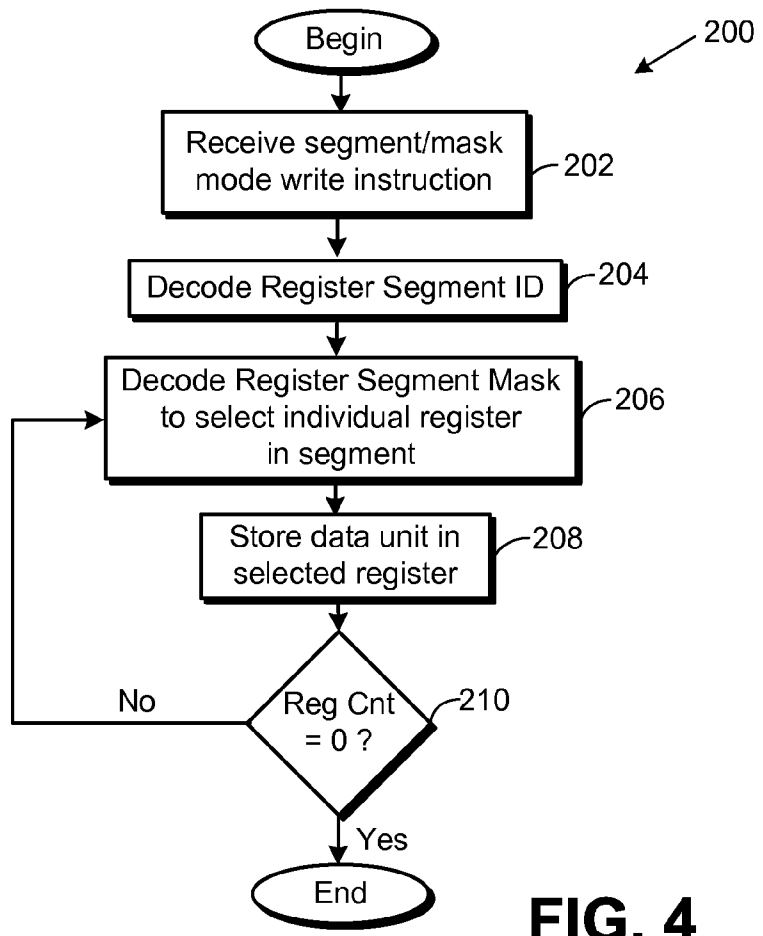 Begin
200
Receive segment/mask
mode write instruction
202
Decode Register Segment ID
204
Decode Register Segment Mask
to select individual register
in segment
206
Store data unit in
selected register
208
Reg Cnt
= 0 ?
210
No
Yes
End
FIG. 4